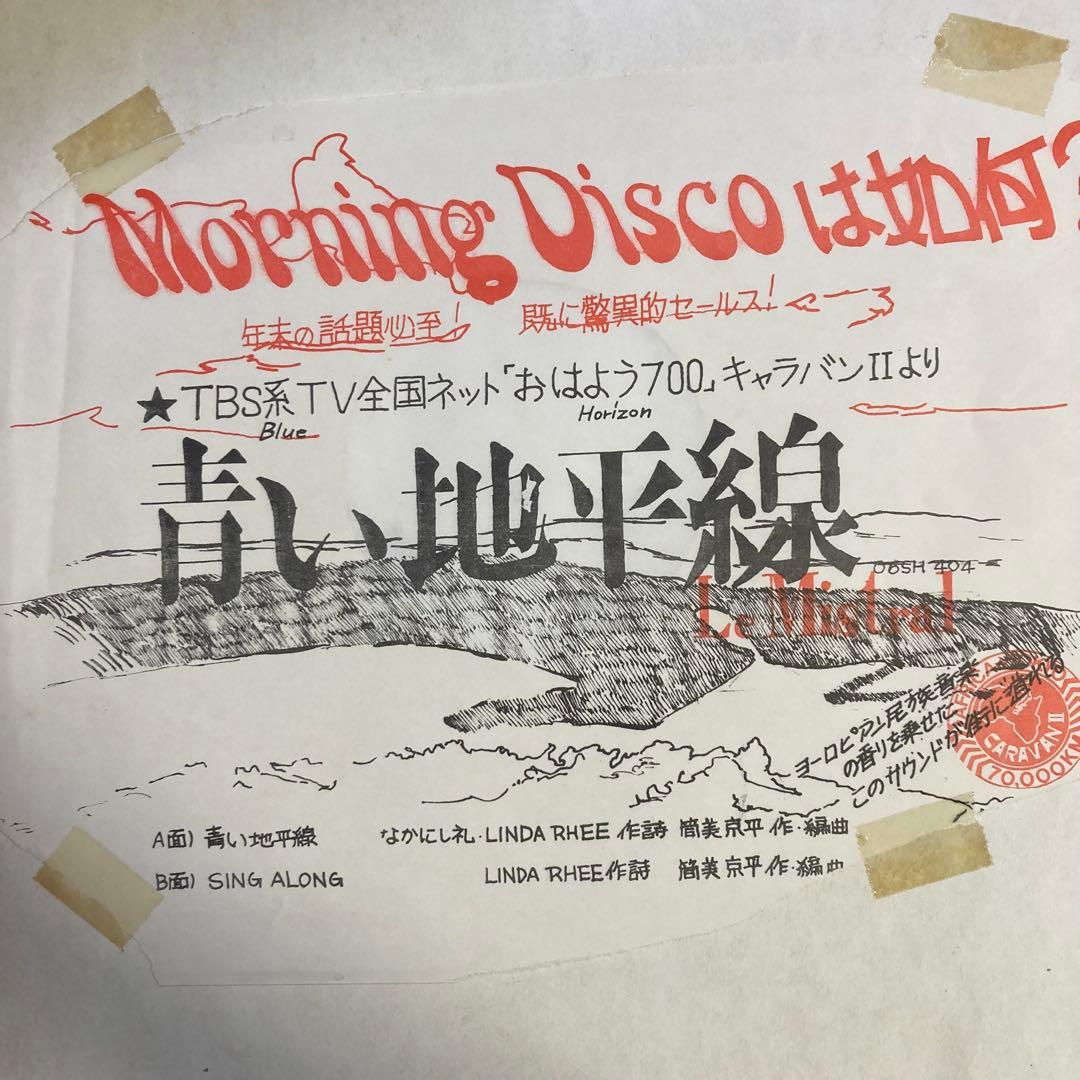 Morning Discoは如何?
年末の話題必至! 既に驚異的セールス!
★TBS系TV全国ネット「おはよう700」キャラバンIIより
Blue Horizon
青い地平線
06SH 404
Le Mistral
ヨーロピアンと民族音楽
の香りを乗せた
このサウンドが街に流れる
CARAVAN II
70,000KM
A面) 青い地平線 なかにし礼・LINDA RHEE 作詩 筒美京平 作・編曲
B面) SING ALONG LINDA RHEE作詩 筒美京平 作・編曲